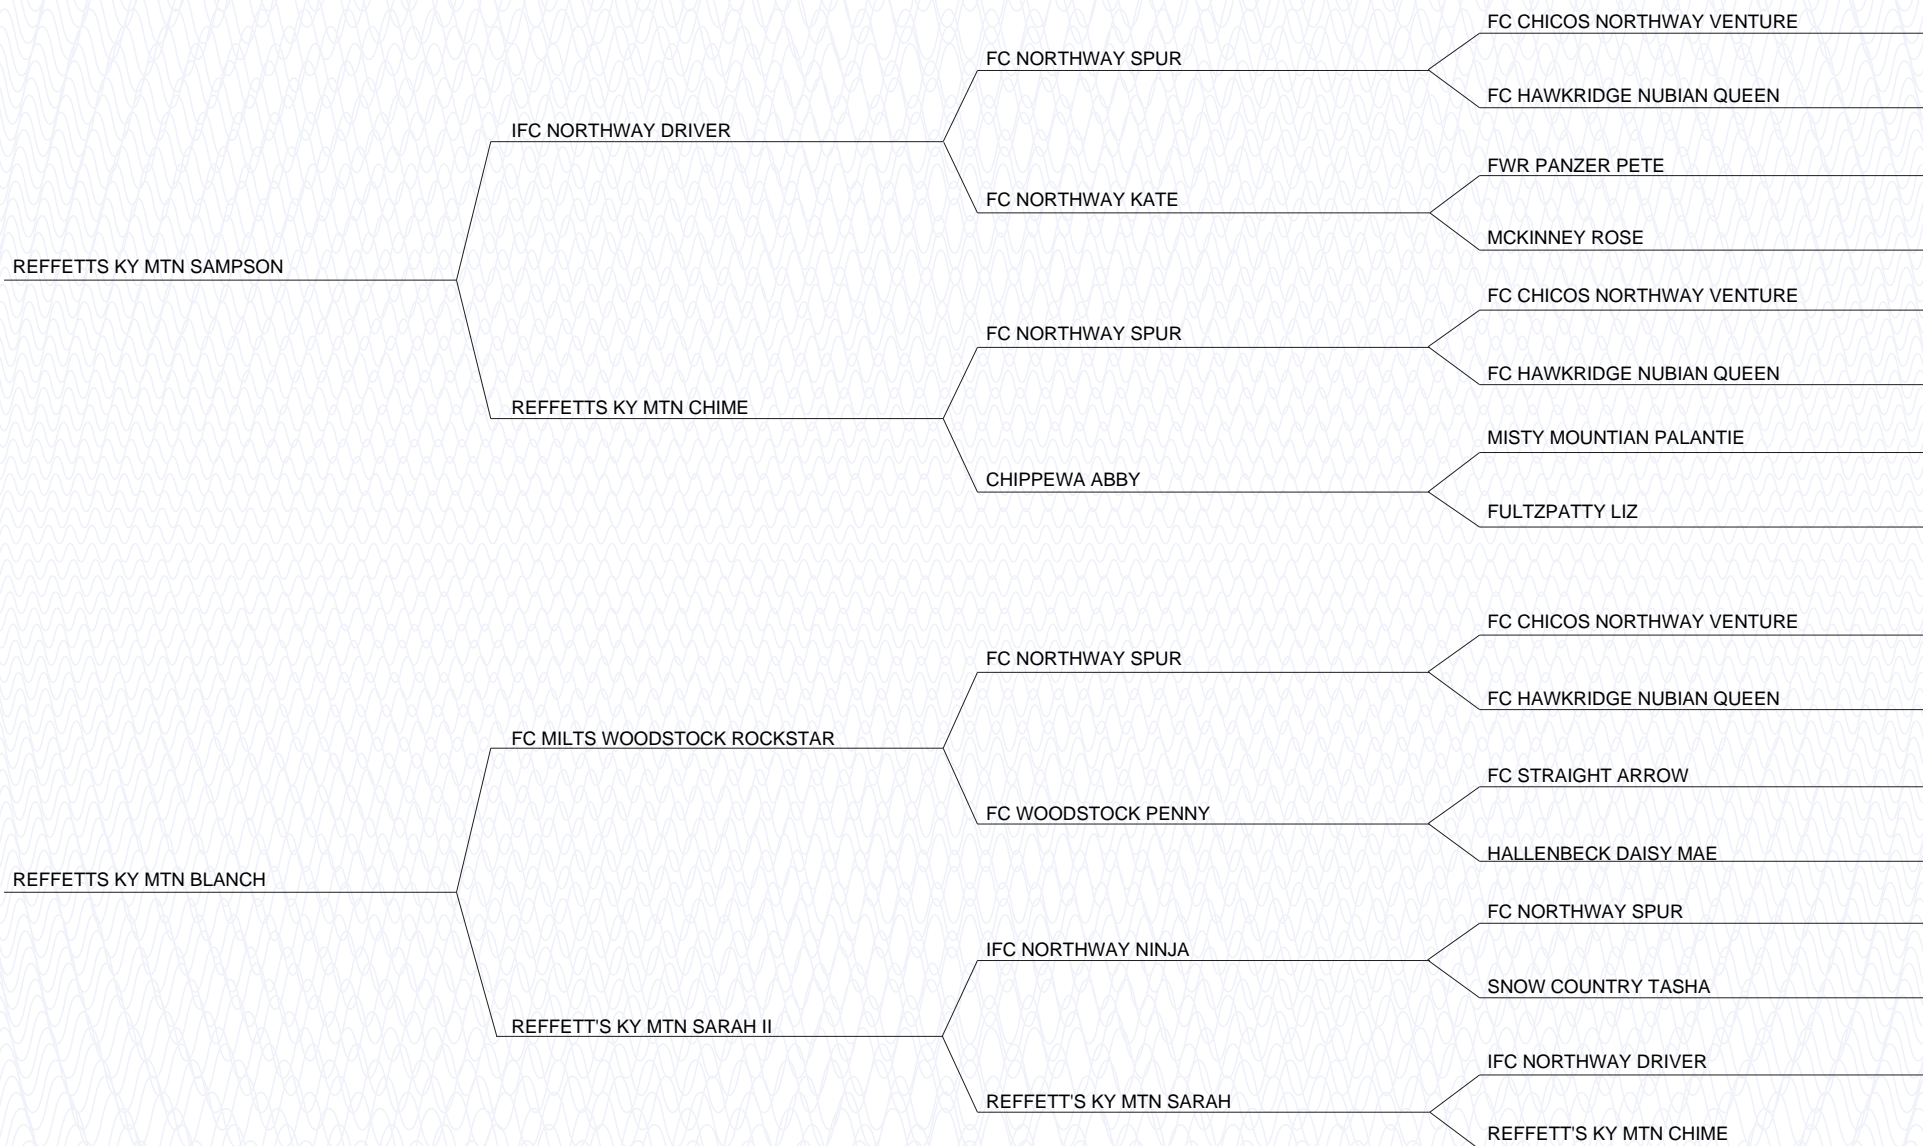 FC CHICOS NORTHWAY VENTURE
FC NORTHWAY SPUR
FC HAWKRIDGE NUBIAN QUEEN
IFC NORTHWAY DRIVER
FWR PANZER PETE
FC NORTHWAY KATE
MCKINNEY ROSE
REFFETTS KY MTN SAMPSON
FC CHICOS NORTHWAY VENTURE
FC NORTHWAY SPUR
FC HAWKRIDGE NUBIAN QUEEN
REFFETTS KY MTN CHIME
MISTY MOUNTIAN PALANTIE
CHIPPEWA ABBY
FULTZPATTY LIZ
FC CHICOS NORTHWAY VENTURE
FC NORTHWAY SPUR
FC HAWKRIDGE NUBIAN QUEEN
FC MILTS WOODSTOCK ROCKSTAR
FC STRAIGHT ARROW
FC WOODSTOCK PENNY
HALLENBECK DAISY MAE
REFFETTS KY MTN BLANCH
FC NORTHWAY SPUR
IFC NORTHWAY NINJA
SNOW COUNTRY TASHA
REFFETT'S KY MTN SARAH II
IFC NORTHWAY DRIVER
REFFETT'S KY MTN SARAH
REFFETT'S KY MTN CHIME